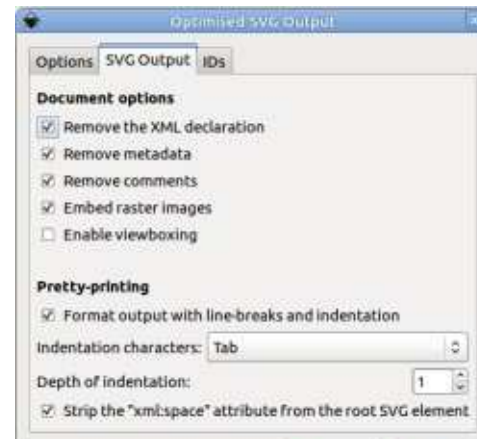 Optimised SVG Output
Options SVG Output IDs
Document options
Remove the XML declaration
Remove metadata
Remove comments
Embed raster images
Enable viewboxing
Pretty-printing
Format output with line-breaks and indentation
Indentation characters: Tab
Depth of indentation: 1
Strip the "xml:space" attribute from the root SVG element